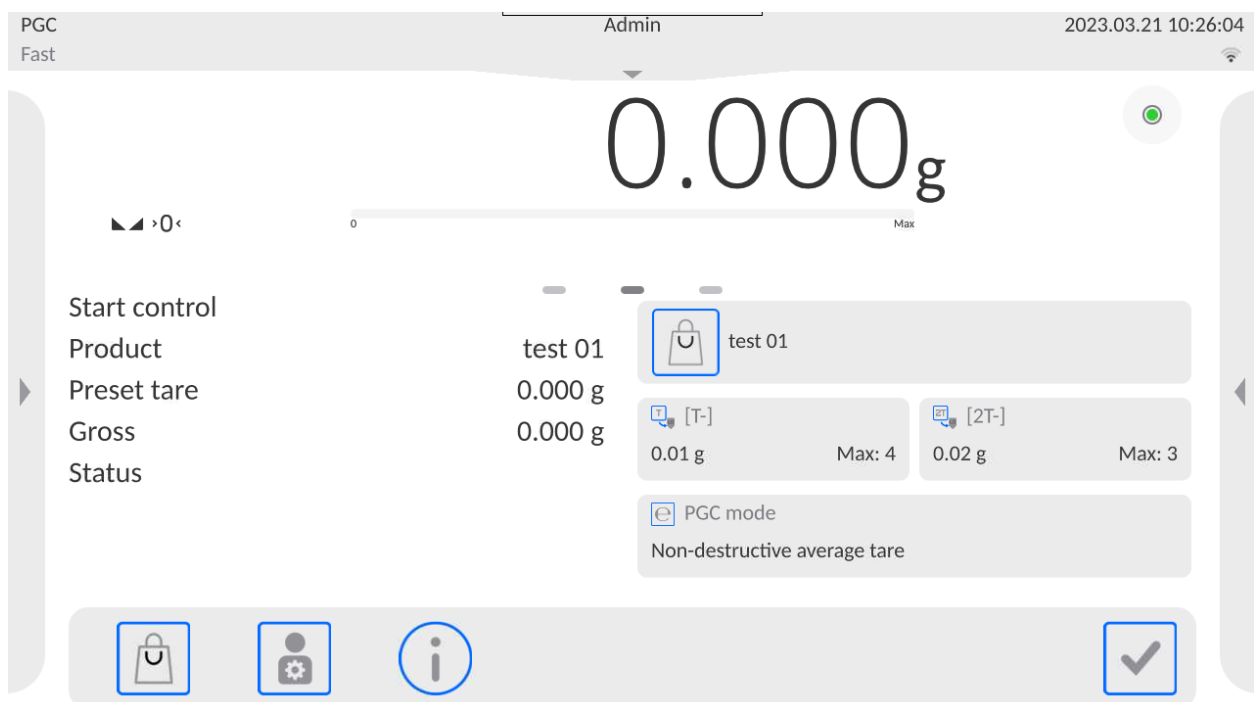 PGC
Admin
2023.03.21 10:26:04
Fast
0.000g
›0‹
0
Max
Start control
Product test 01
Preset tare 0.000 g
Gross 0.000 g
Status
test 01
T [T-]
0.01 g Max: 4
2T [2T-]
0.02 g Max: 3
e PGC mode
Non-destructive average tare
i